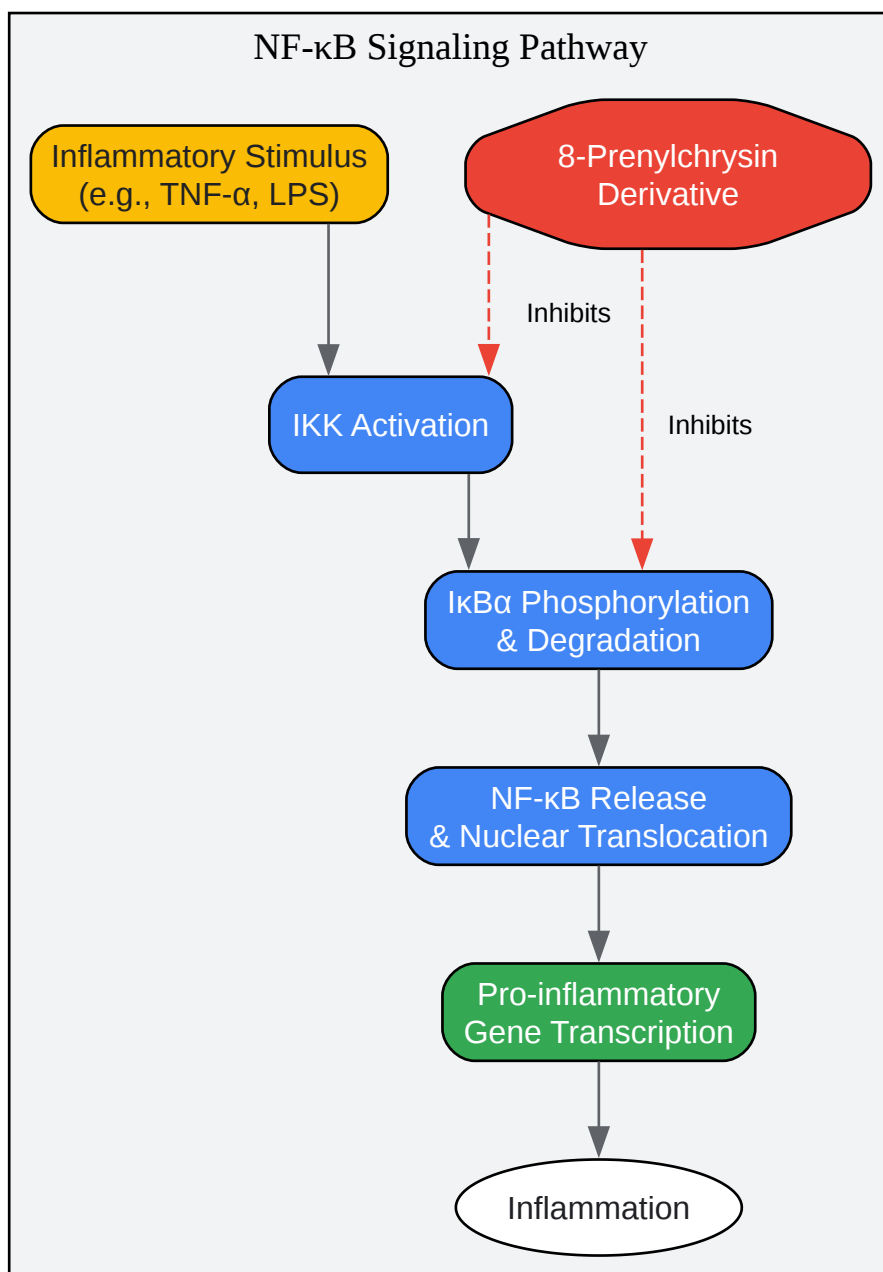 NF-κB Signaling Pathway
Inflammatory Stimulus
(e.g., TNF-α, LPS)
8-Prenylchrysin
Derivative
Inhibits
IKK Activation
Inhibits
IκBα Phosphorylation
& Degradation
NF-κB Release
& Nuclear Translocation
Pro-inflammatory
Gene Transcription
Inflammation